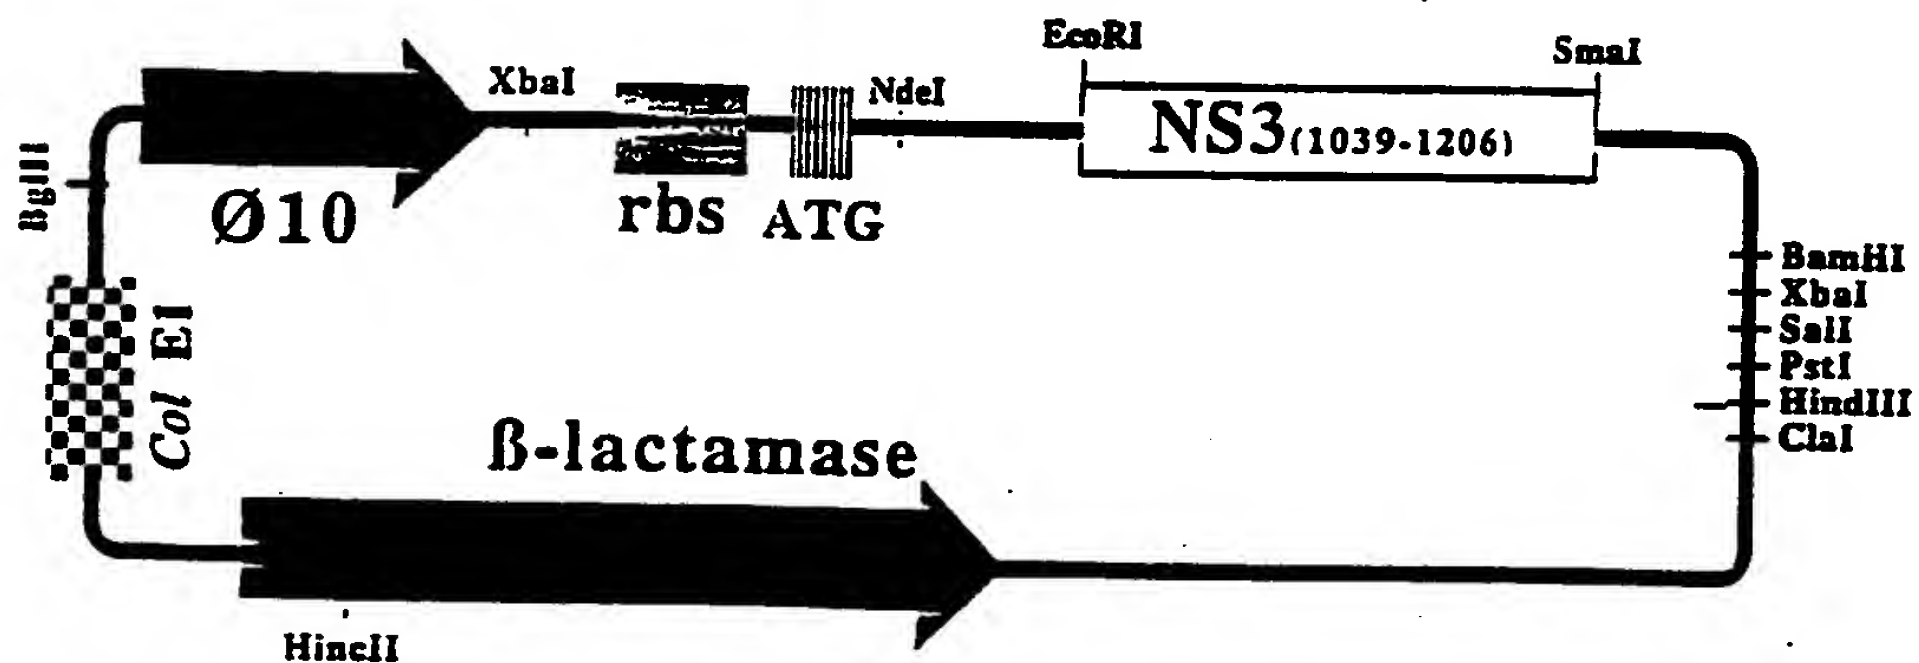 EcoRI
SmaI
XbaI
NdeI
NS3(1039-1206)
BglII
Ø10
rbs
ATG
BamHI
XbaI
SalI
PstI
HindIII
ClaI
Col E1
ß-lactamase
HincII